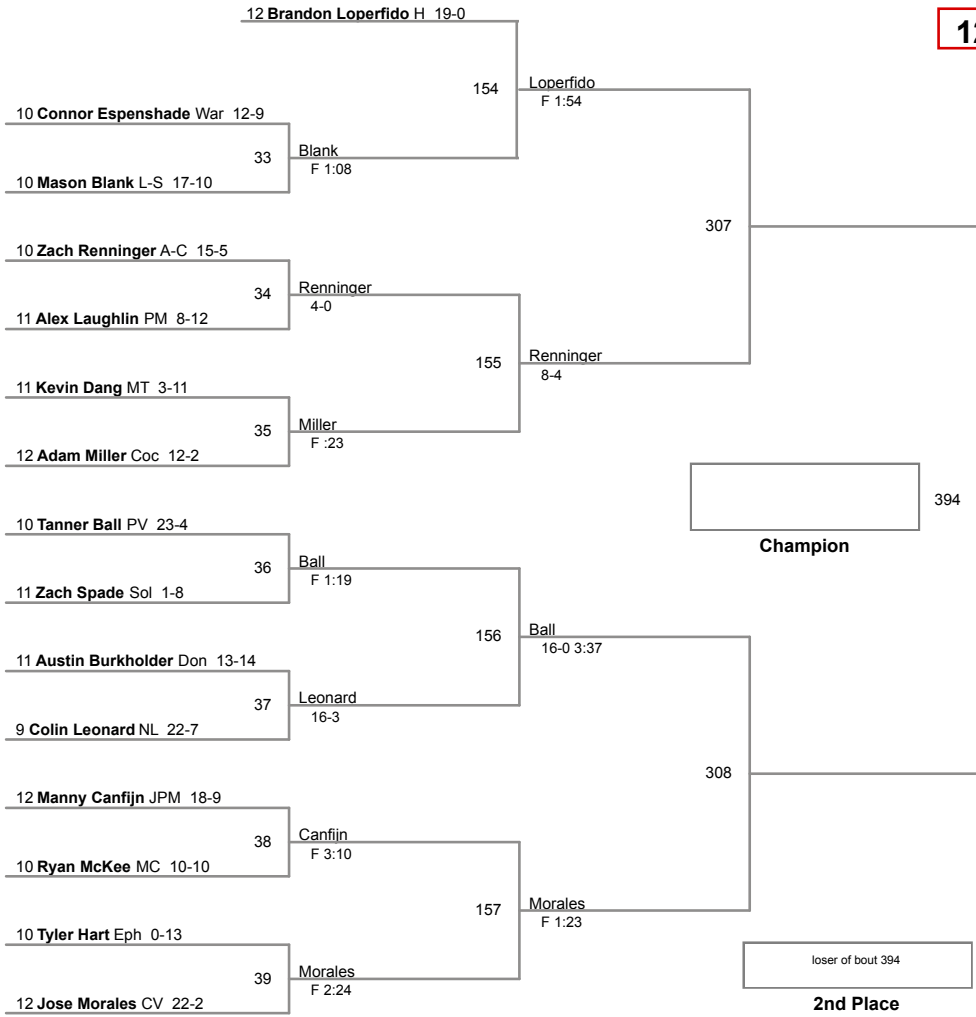 12 Brandon Loperfido H 19-0
12
154
Loperfido
F 1:54
10 Connor Espenshade War 12-9
33
Blank
F 1:08
10 Mason Blank L-S 17-10
307
10 Zach Renninger A-C 15-5
34
Renninger
4-0
11 Alex Laughlin PM 8-12
155
Renninger
8-4
11 Kevin Dang MT 3-11
35
Miller
F :23
12 Adam Miller Coc 12-2
394
Champion
10 Tanner Ball PV 23-4
36
Ball
F 1:19
11 Zach Spade Sol 1-8
156
Ball
16-0 3:37
11 Austin Burkholder Don 13-14
37
Leonard
16-3
9 Colin Leonard NL 22-7
308
12 Manny Canfijn JPM 18-9
38
Canfijn
F 3:10
10 Ryan McKee MC 10-10
157
Morales
F 1:23
10 Tyler Hart Eph 0-13
39
Morales
F 2:24
12 Jose Morales CV 22-2
loser of bout 394
2nd Place